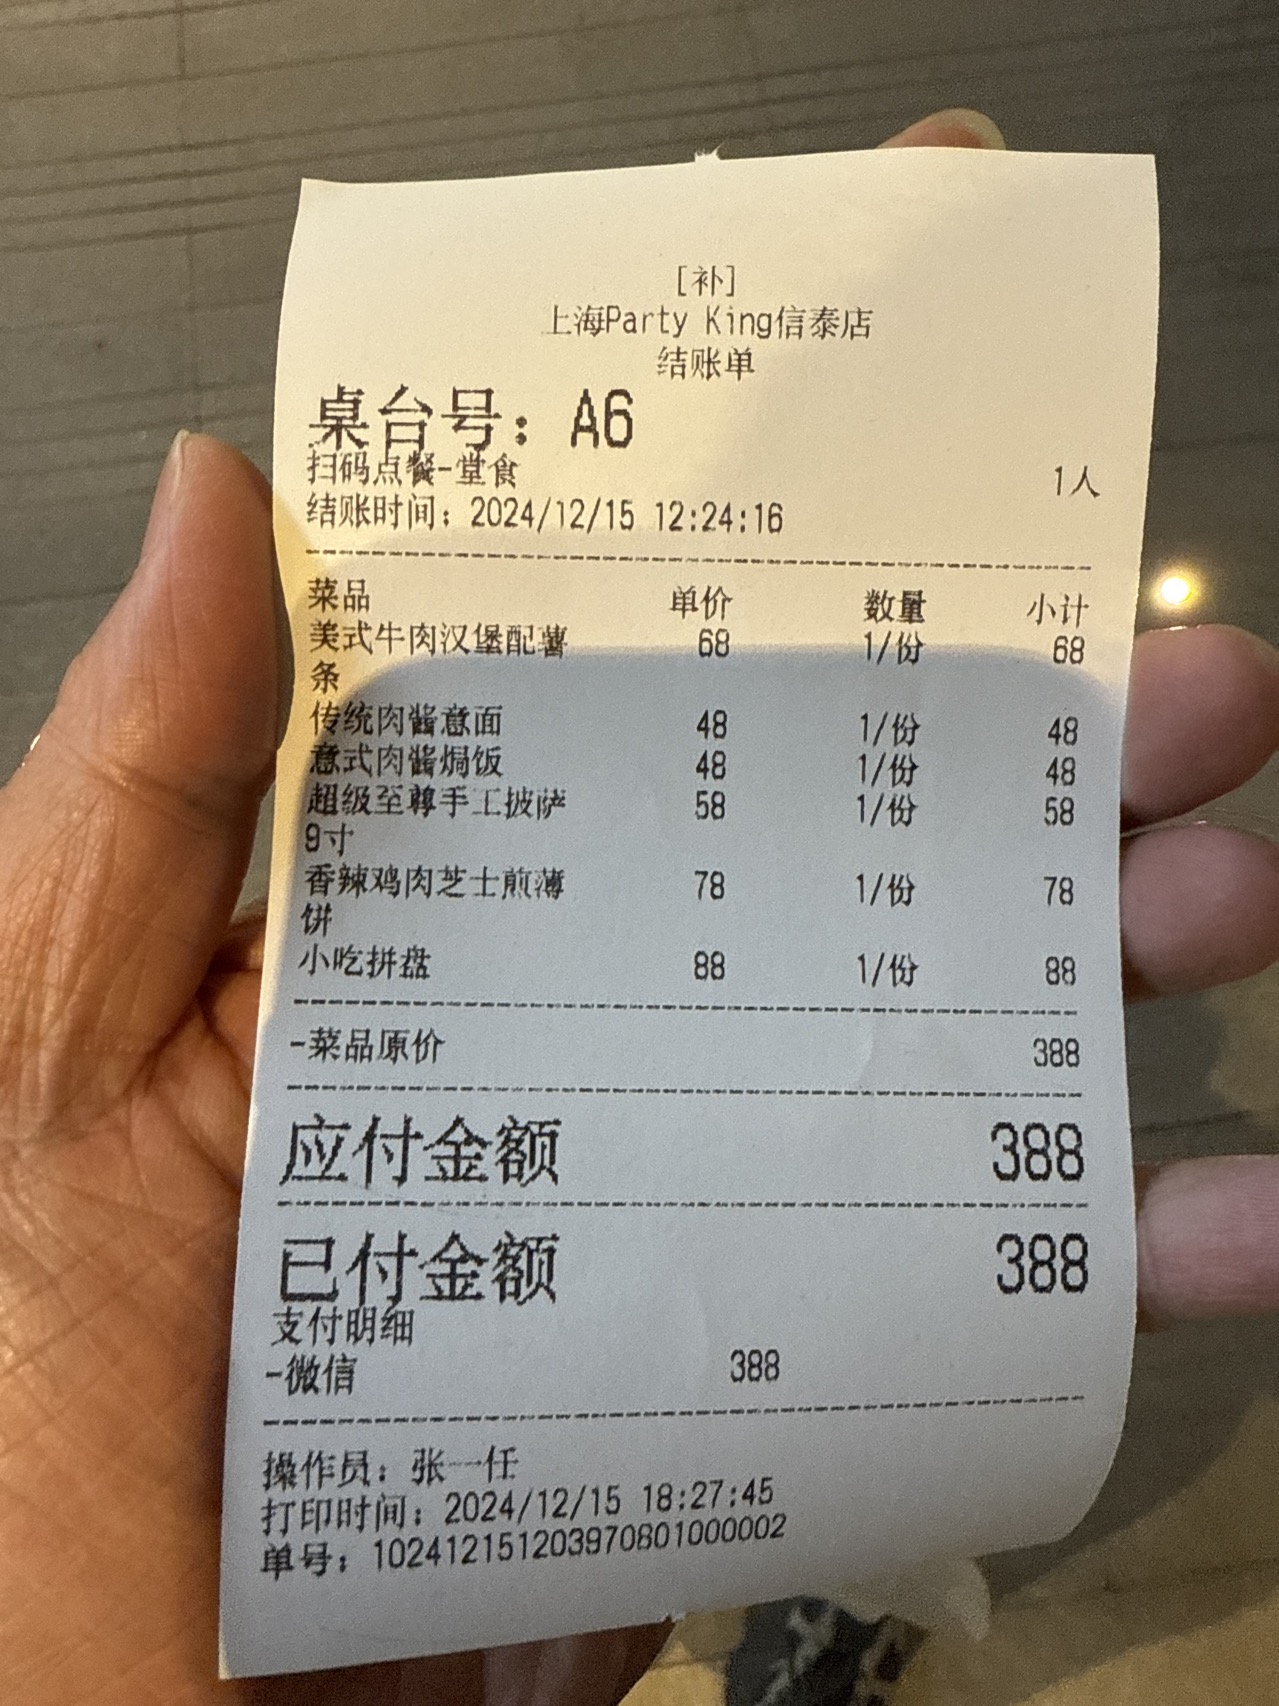 [补]
上海Party King信泰店
结账单
桌台号: A6
扫码点餐-堂食 1人
结账时间: 2024/12/15 12:24:16
菜品 单价 数量 小计
美式牛肉汉堡配薯 68 1/份 68
条
传统肉酱意面 48 1/份 48
意式肉酱焗饭 48 1/份 48
超级至尊手工披萨 58 1/份 58
9寸
香辣鸡肉芝士煎薄 78 1/份 78
饼
小吃拼盘 88 1/份 88
-菜品原价 388
应付金额 388
已付金额 388
支付明细
-微信 388
操作员: 张一任
打印时间: 2024/12/15 18:27:45
单号: 102412151203970801000002